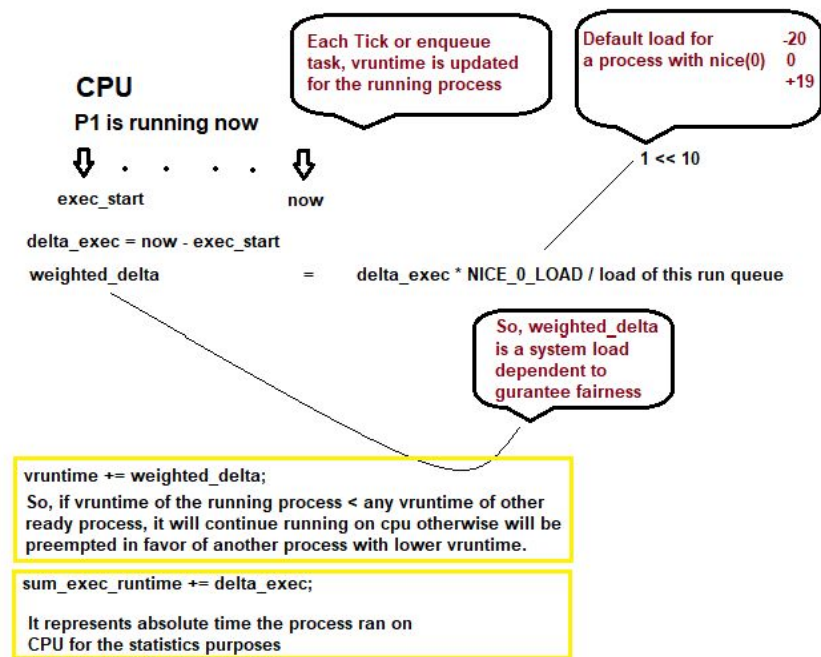 Each Tick or enqueue
task, vruntime is updated
for the running process
Default load for -20
a process with nice(0) 0
+19
CPU
P1 is running now
1 << 10
exec_start now
delta_exec = now - exec_start
weighted_delta = delta_exec * NICE_0_LOAD / load of this run queue
So, weighted_delta
is a system load
dependent to
gurantee fairness
vruntime += weighted_delta;
So, if vruntime of the running process < any vruntime of other
ready process, it will continue running on cpu otherwise will be
preempted in favor of another process with lower vruntime.
sum_exec_runtime += delta_exec;
It represents absolute time the process ran on
CPU for the statistics purposes